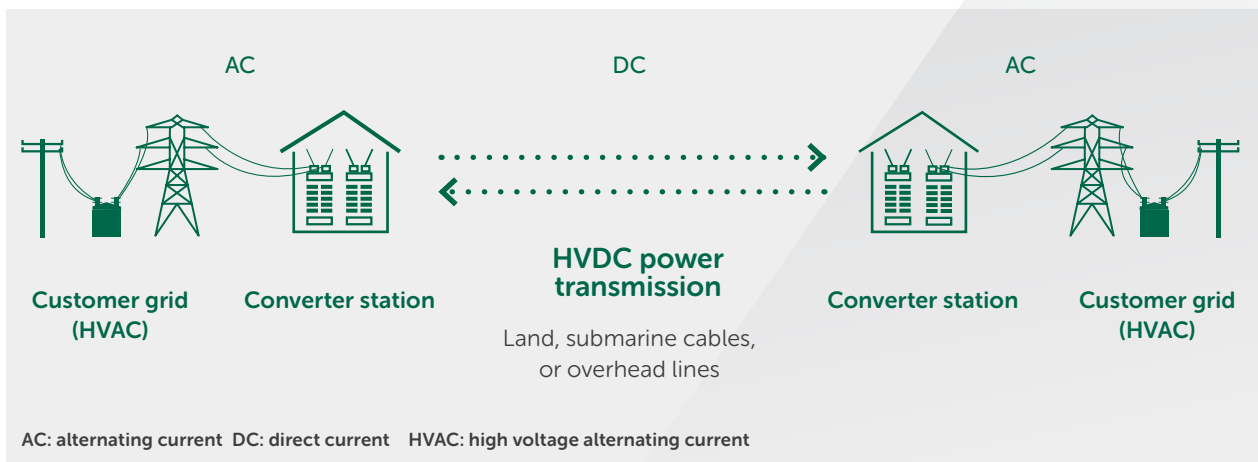 AC
DC
AC
HVDC power
transmission
Customer grid
(HVAC)
Converter station
Land, submarine cables,
or overhead lines
Converter station
Customer grid
(HVAC)
AC: alternating current DC: direct current HVAC: high voltage alternating current